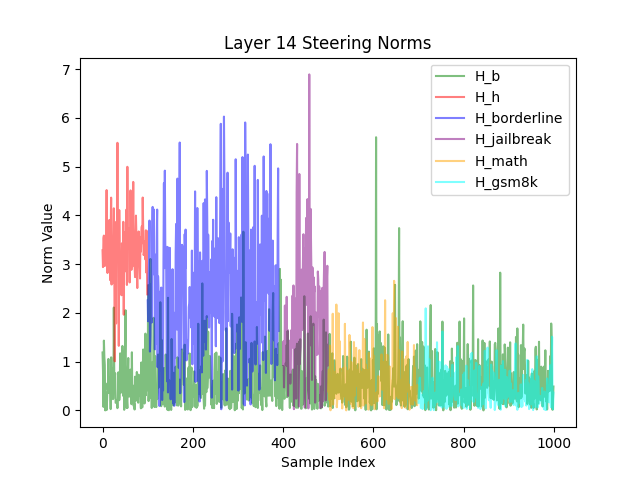 Layer 14 Steering Norms
Norm Value
7
6
5
4
3
2
1
0
H_b
H_h
H_borderline
H_jailbreak
H_math
H_gsm8k
0
200
400
600
800
1000
Sample Index